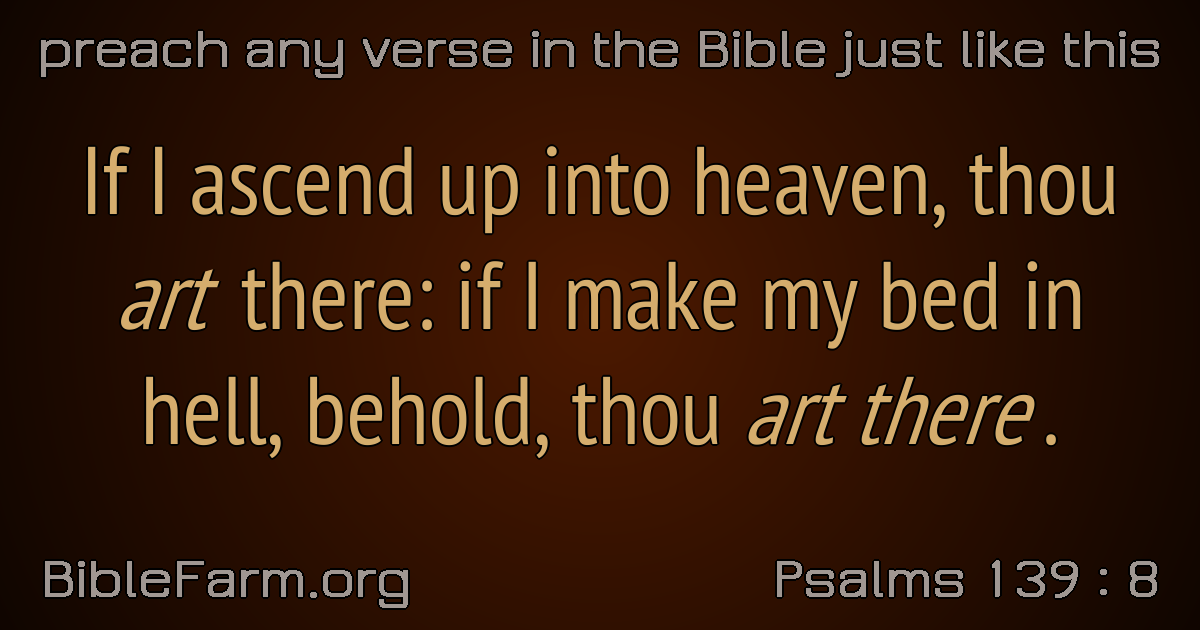 preach any verse in the Bible just like this
If I ascend up into heaven, thou
art there: if I make my bed in
hell, behold, thou art there.
BibleFarm.org
Psalms 139 : 8